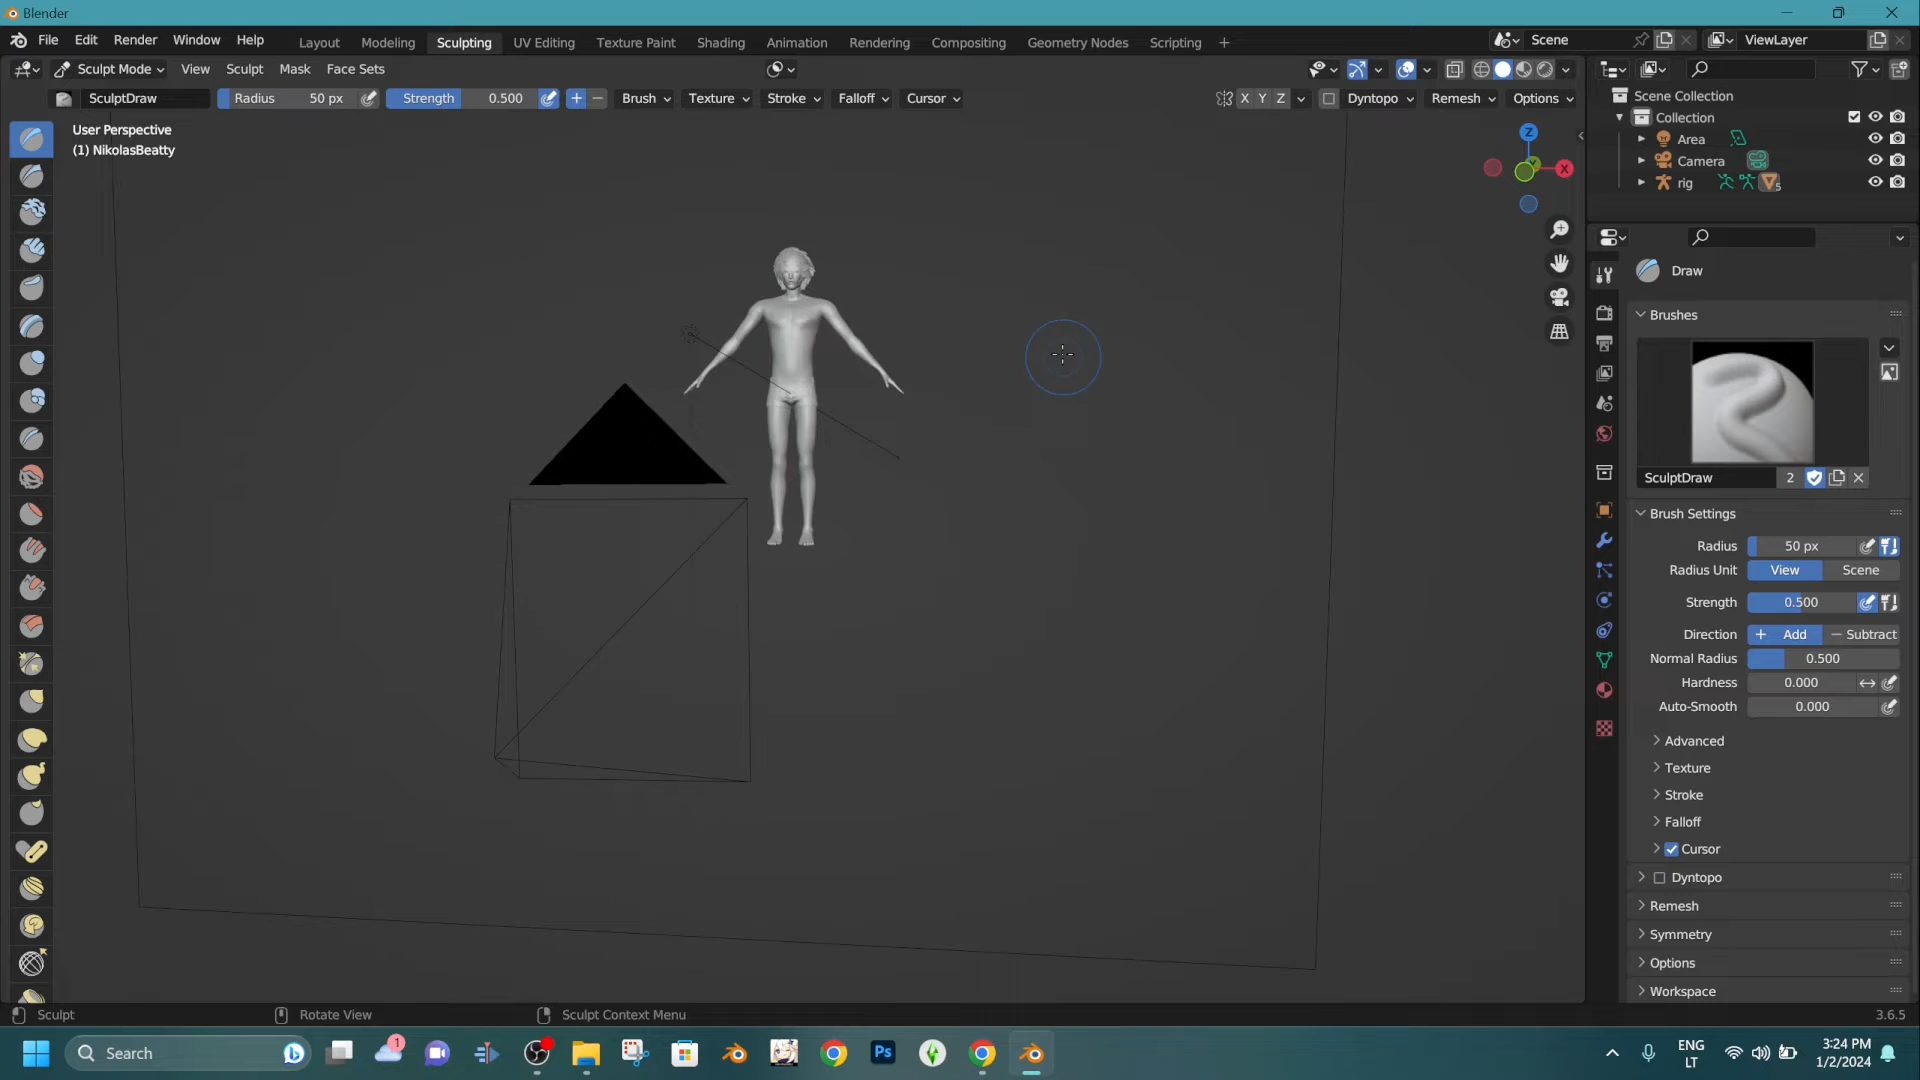 Blender
File Edit Render Window Help Layout Modeling Sculpting UV Editing Texture Paint Shading Animation Rendering Compositing Geometry Nodes Scripting + Scene ViewLayer
Sculpt Mode View Sculpt Mask Face Sets
SculptDraw Radius 50 px Strength 0.500 Brush Texture Stroke Falloff Cursor X Y Z Dyntopo Remesh Options
User Perspective
(1) NikolasBeatty
Z
Y
X
Scene Collection
Collection
Area
Camera
rig 5
Draw
Brushes
SculptDraw 2
Brush Settings
Radius 50 px
Radius Unit View Scene
Strength 0.500
Direction + Add − Subtract
Normal Radius 0.500
Hardness 0.000
Auto-Smooth 0.000
Advanced
Texture
Stroke
Falloff
Cursor
Dyntopo
Remesh
Symmetry
Options
Workspace
Sculpt Rotate View Sculpt Context Menu 3.6.5
Search 1 Ps ENG LT 3:24 PM 1/2/2024